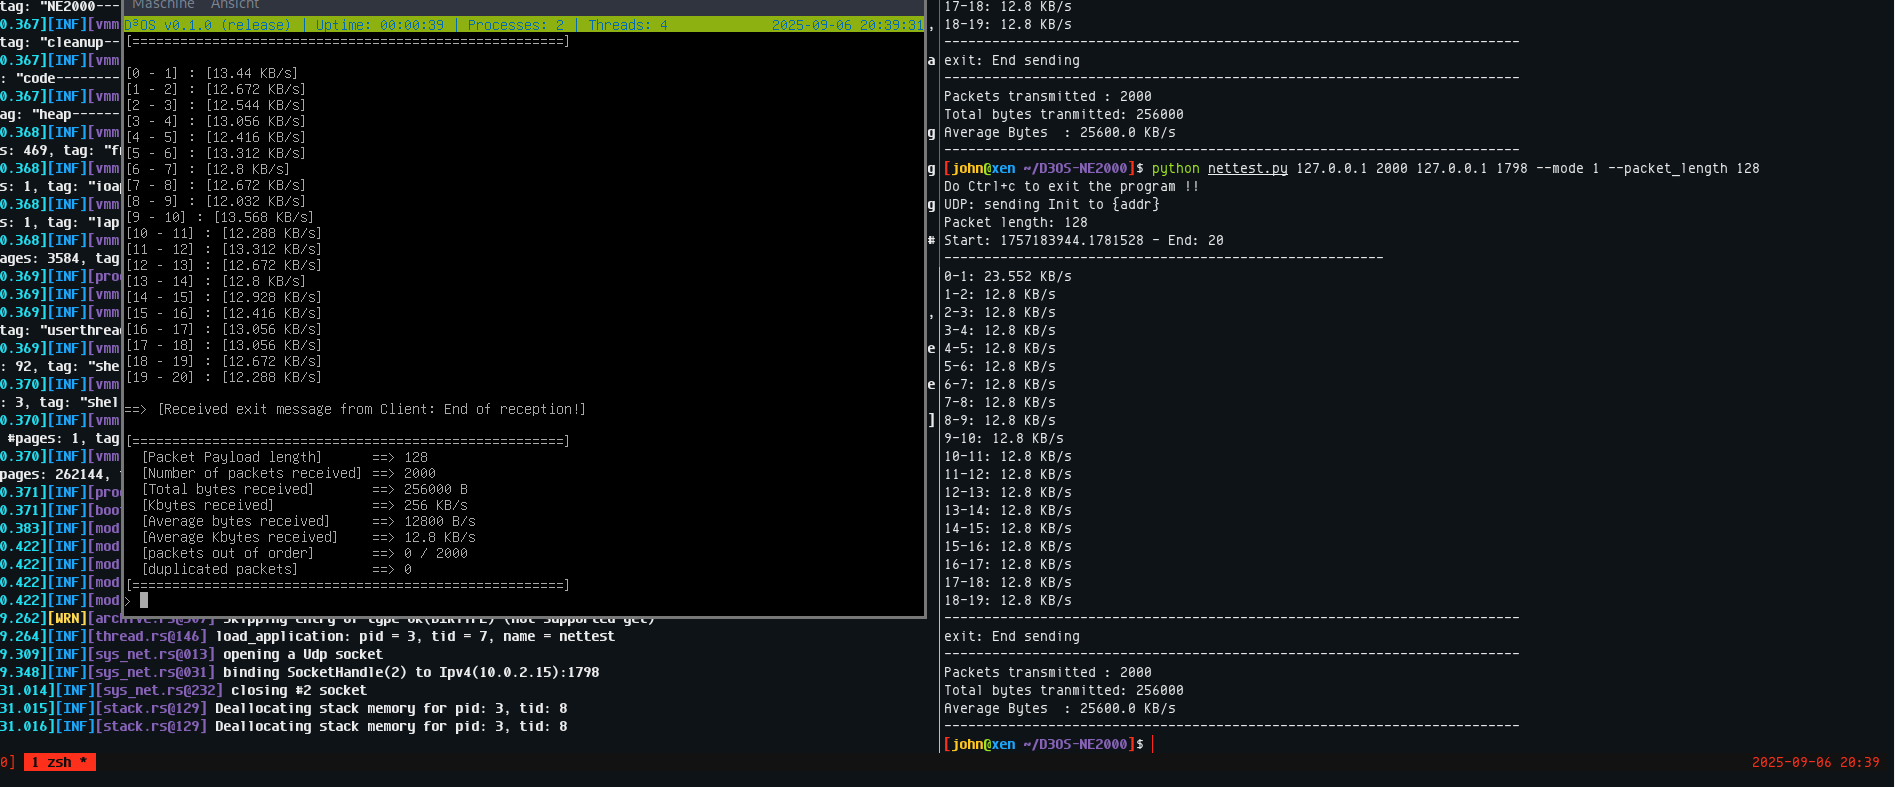 Maschine Ansicht
D³OS v0.1.0 (release) | Uptime: 00:00:39 | Processes: 2 | Threads: 4 2025-09-06 20:39:31
[======================================================]
[0 - 1] : [13.44 KB/s]
[1 - 2] : [12.672 KB/s]
[2 - 3] : [12.544 KB/s]
[3 - 4] : [13.056 KB/s]
[4 - 5] : [12.416 KB/s]
[5 - 6] : [13.312 KB/s]
[6 - 7] : [12.8 KB/s]
[7 - 8] : [12.672 KB/s]
[8 - 9] : [12.032 KB/s]
[9 - 10] : [13.568 KB/s]
[10 - 11] : [12.288 KB/s]
[11 - 12] : [13.312 KB/s]
[12 - 13] : [12.672 KB/s]
[13 - 14] : [12.8 KB/s]
[14 - 15] : [12.928 KB/s]
[15 - 16] : [12.416 KB/s]
[16 - 17] : [13.056 KB/s]
[17 - 18] : [13.056 KB/s]
[18 - 19] : [12.672 KB/s]
[19 - 20] : [12.288 KB/s]
==> [Received exit message from Client: End of reception!]
[======================================================]
[Packet Payload length] ==> 128
[Number of packets received] ==> 2000
[Total bytes received] ==> 256000 B
[Kbytes received] ==> 256 KB/s
[Average bytes received] ==> 12800 B/s
[Average Kbytes received] ==> 12.8 KB/s
[packets out of order] ==> 0 / 2000
[duplicated packets] ==> 0
[======================================================]
>
tag: "NE2000---
0.367][INF][vmm
tag: "cleanup--
0.367][INF][vmm
: "code--------
0.367][INF][vmm
ag: "heap------
0.368][INF][vmm
s: 469, tag: "f
0.368][INF][vmm
s: 1, tag: "ioa
0.368][INF][vmm
s: 1, tag: "lap
0.368][INF][vmm
ages: 3584, tag
0.369][INF][pro
0.369][INF][vmm
0.369][INF][vmm
tag: "userthrea
0.369][INF][vmm
: 92, tag: "she
0.370][INF][vmm
: 3, tag: "shel
0.370][INF][vmm
#pages: 1, tag
0.370][INF][vmm
pages: 262144,
0.371][INF][pro
0.371][INF][boo
0.383][INF][mod
0.422][INF][mod
0.422][INF][mod
0.422][INF][mod
0.422][INF][mod
9.262][WRN][archive.rs@307] Skipping entry of type Ok(DIRTYPE) (not supported yet)
9.264][INF][thread.rs@146] load_application: pid = 3, tid = 7, name = nettest
9.309][INF][sys_net.rs@013] opening a Udp socket
9.348][INF][sys_net.rs@031] binding SocketHandle(2) to Ipv4(10.0.2.15):1798
31.014][INF][sys_net.rs@232] closing #2 socket
31.015][INF][stack.rs@129] Deallocating stack memory for pid: 3, tid: 8
31.016][INF][stack.rs@129] Deallocating stack memory for pid: 3, tid: 8
,
a
g
g
g
#
,
e
e
]
17-18: 12.8 KB/s
18-19: 12.8 KB/s
------------------------------------------------------------------------
exit: End sending
------------------------------------------------------------------------
Packets transmitted : 2000
Total bytes tranmitted: 256000
Average Bytes : 25600.0 KB/s
------------------------------------------------------------------------
[john@xen ~/D3OS-NE2000]$ python nettest.py 127.0.0.1 2000 127.0.0.1 1798 --mode 1 --packet_length 128
Do Ctrl+c to exit the program !!
UDP: sending Init to {addr}
Packet length: 128
Start: 1757183944.1781528 - End: 20
-------------------------------------------------------
0-1: 23.552 KB/s
1-2: 12.8 KB/s
2-3: 12.8 KB/s
3-4: 12.8 KB/s
4-5: 12.8 KB/s
5-6: 12.8 KB/s
6-7: 12.8 KB/s
7-8: 12.8 KB/s
8-9: 12.8 KB/s
9-10: 12.8 KB/s
10-11: 12.8 KB/s
11-12: 12.8 KB/s
12-13: 12.8 KB/s
13-14: 12.8 KB/s
14-15: 12.8 KB/s
15-16: 12.8 KB/s
16-17: 12.8 KB/s
17-18: 12.8 KB/s
18-19: 12.8 KB/s
------------------------------------------------------------------------
exit: End sending
------------------------------------------------------------------------
Packets transmitted : 2000
Total bytes tranmitted: 256000
Average Bytes : 25600.0 KB/s
------------------------------------------------------------------------
[john@xen ~/D3OS-NE2000]$
0] 1 zsh * 2025-09-06 20:39